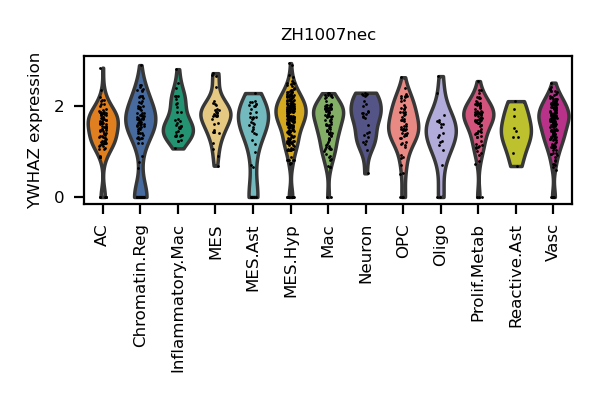 ZH1007nec
YWHAZ expression
2
0
AC
Chromatin.Reg
Inflammatory.Mac
MES
MES.Ast
MES.Hyp
Mac
Neuron
OPC
Oligo
Prolif.Metab
Reactive.Ast
Vasc